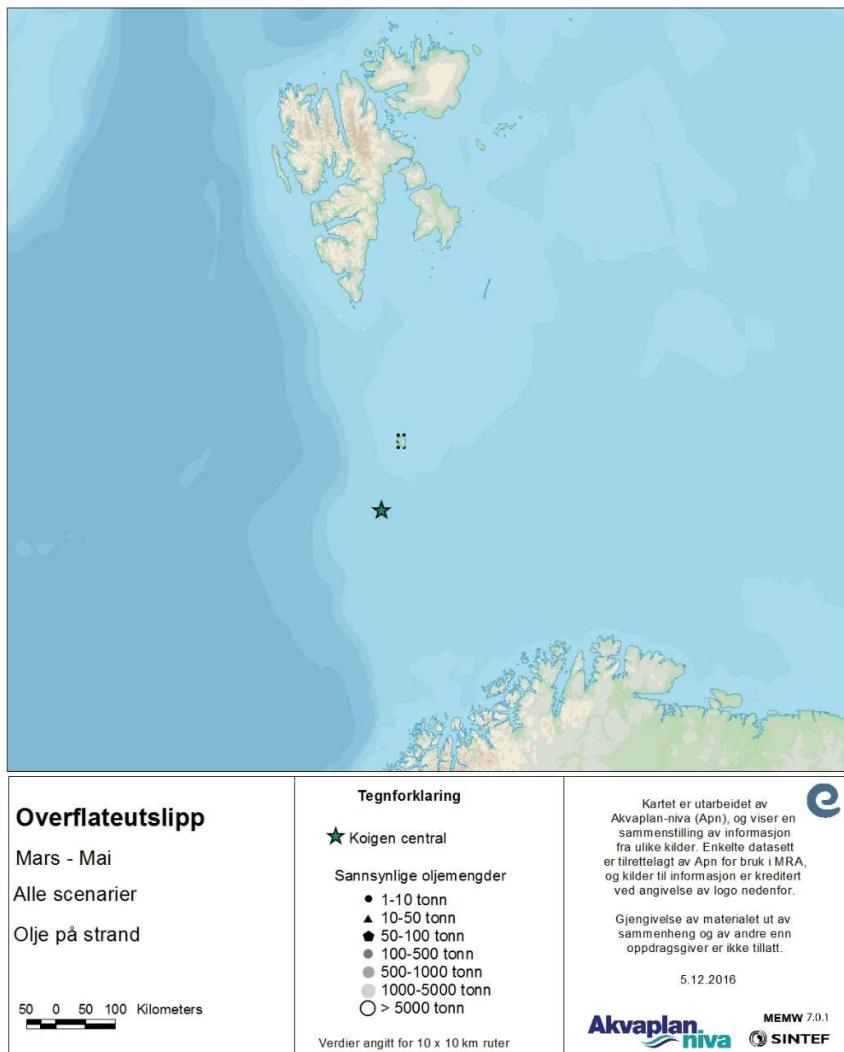 Overflateutslipp
Mars - Mai
Alle scenarier
Olje på strand
50 0 50 100 Kilometers
Tegnforklaring
Koigen central
Sannsynlige oljemengder
1-10 tonn
10-50 tonn
50-100 tonn
100-500 tonn
500-1000 tonn
1000-5000 tonn
> 5000 tonn
Verdier angitt for 10 x 10 km ruter
Kartet er utarbeidet av
Akvaplan-niva (Apn), og viser en
sammenstilling av informasjon
fra ulike kilder. Enkelte datasett
er tilrettelagt av Apn for bruk i MRA,
og kilder til informasjon er kreditert
ved angivelse av logo nedenfor.
Gjengivelse av materialet ut av
sammenheng og av andre enn
oppdragsgiver er ikke tillatt.
5.12.2016
Akvaplan
niva
MEMW 7.0.1
SINTEF